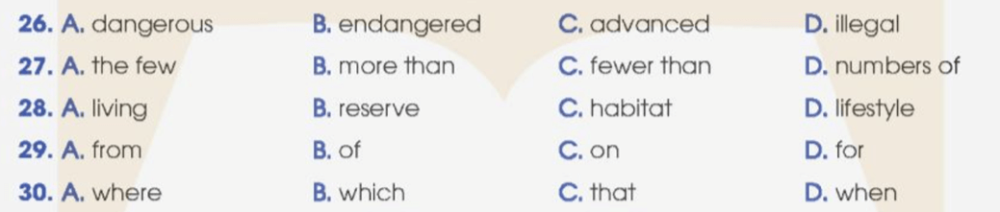 26. A. dangerous B. endangered C. advanced D. illegal
27. A. the few B. more than C. fewer than D. numbers of
28. A. living B. reserve C. habitat D. lifestyle
29. A. from B. of C. on D. for
30. A. where B. which C. that D. when